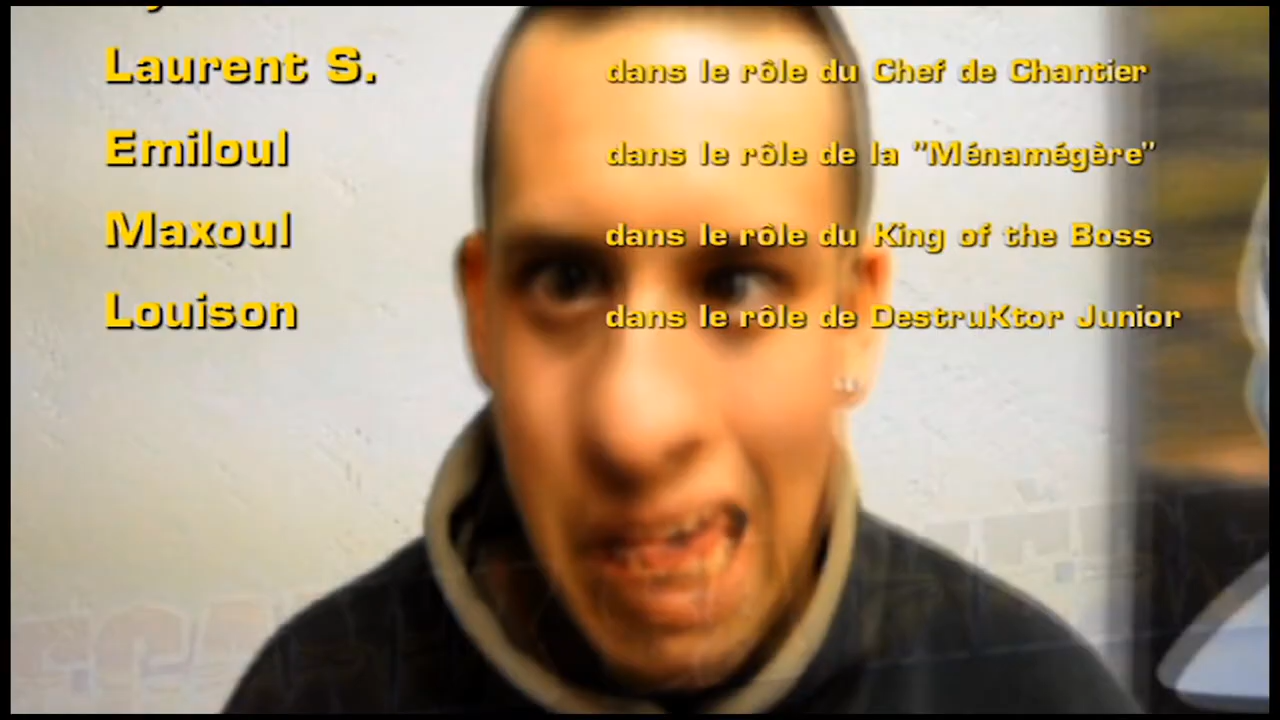 Laurent S. dans le rôle du Chef de Chantier
Emiloul dans le rôle de la "Ménamégère"
Maxoul dans le rôle du King of the Boss
Louison dans le rôle de DestruKtor Junior